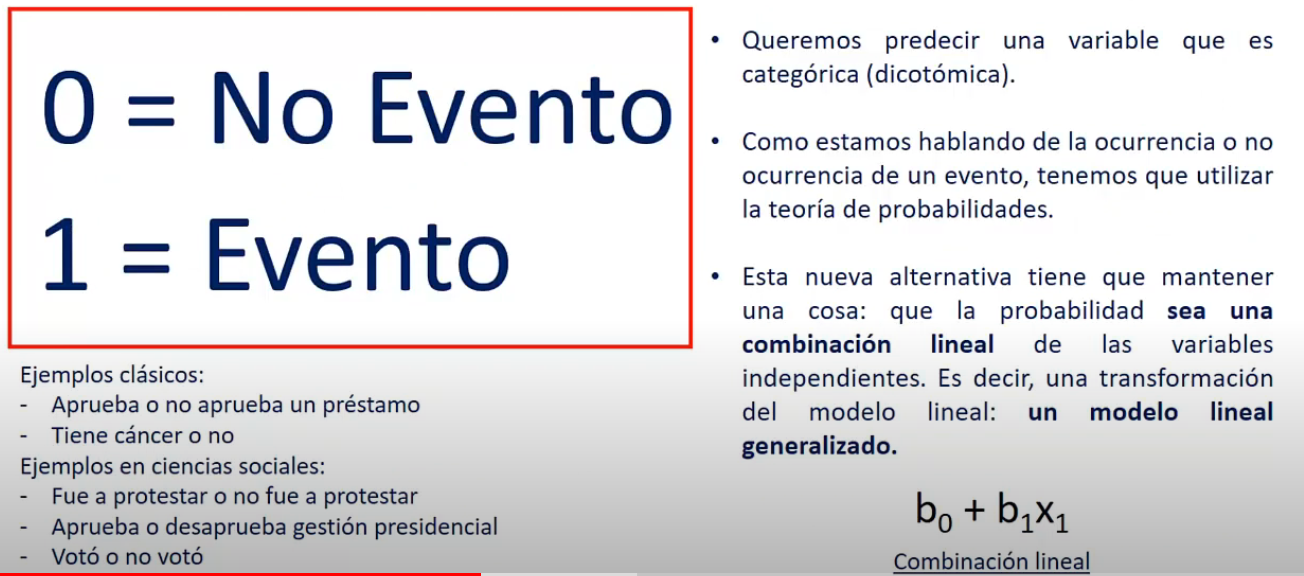 0 = No Evento
1 = Evento
Ejemplos clásicos:
- Aprueba o no aprueba un préstamo
- Tiene cáncer o no
Ejemplos en ciencias sociales:
- Fue a protestar o no fue a protestar
- Aprueba o desaprueba gestión presidencial
- Votó o no votó
• Queremos predecir una variable que es
categórica (dicotómica).
• Como estamos hablando de la ocurrencia o no
ocurrencia de un evento, tenemos que utilizar
la teoría de probabilidades.
• Esta nueva alternativa tiene que mantener
una cosa: que la probabilidad sea una
combinación lineal de las variables
independientes. Es decir, una transformación
del modelo lineal: un modelo lineal
generalizado.
b₀ + b₁x₁
Combinación lineal